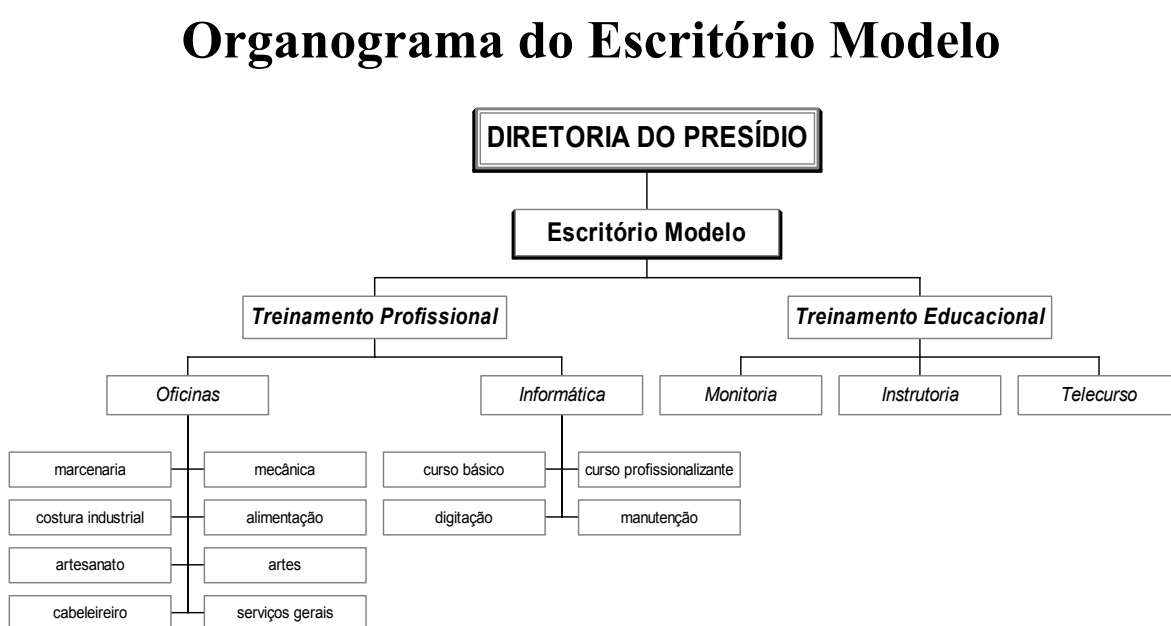 Organograma do Escritório Modelo
DIRETORIA DO PRESÍDIO
Escritório Modelo
Treinamento Profissional
Treinamento Educacional
Oficinas
Informática
Monitoria
Instrutoria
Telecurso
marcenaria
mecânica
curso básico
curso profissionalizante
costura industrial
alimentação
digitação
manutenção
artesanato
artes
cabeleireiro
serviços gerais